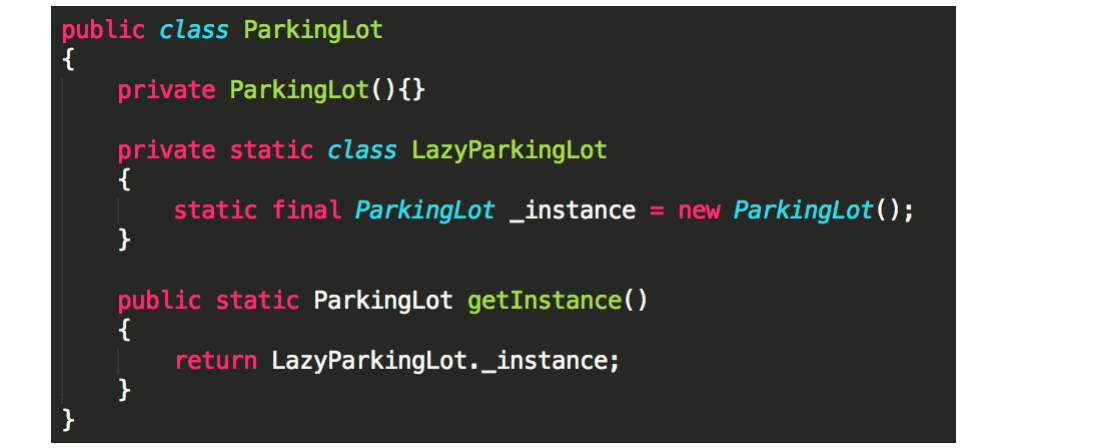 public class ParkingLot
{
    private ParkingLot(){}
    private static class LazyParkingLot
    {
        static final ParkingLot _instance = new ParkingLot();
    }
    public static ParkingLot getInstance()
    {
        return LazyParkingLot._instance;
    }
}